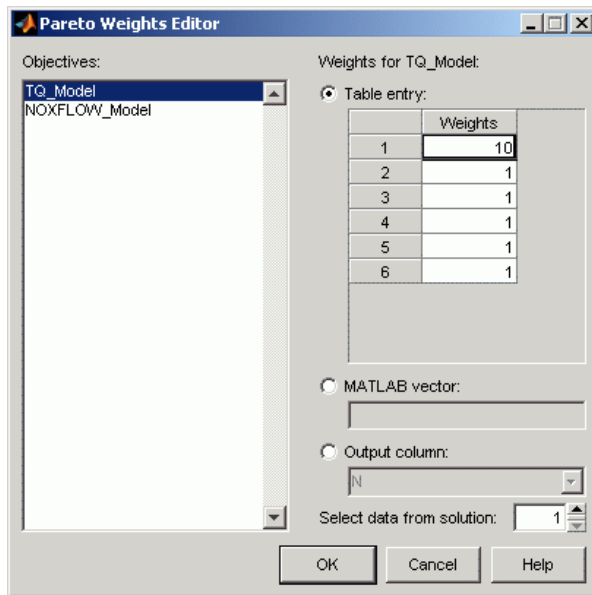 Pareto Weights Editor
Objectives:
TQ_Model
NOXFLOW_Model
Weights for TQ_Model:
Table entry:
Weights
1 10
2 1
3 1
4 1
5 1
6 1
MATLAB vector:
Output column:
N
Select data from solution: 1
OK Cancel Help